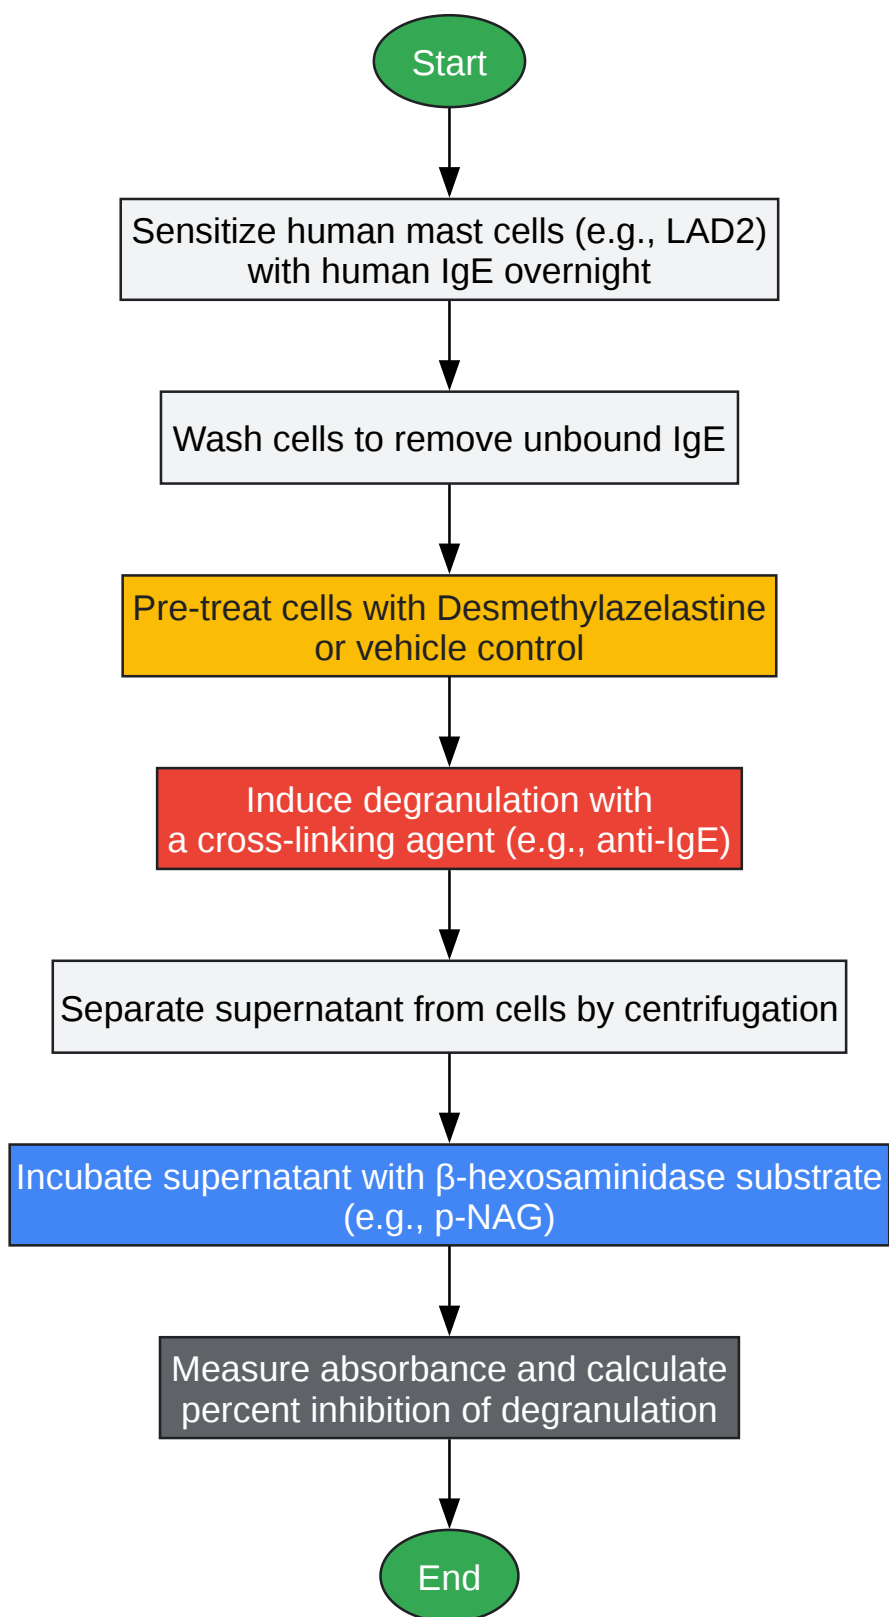 Start
Sensitize human mast cells (e.g., LAD2)
with human IgE overnight
Wash cells to remove unbound IgE
Pre-treat cells with Desmethylazelastine
or vehicle control
Induce degranulation with
a cross-linking agent (e.g., anti-IgE)
Separate supernatant from cells by centrifugation
Incubate supernatant with β-hexosaminidase substrate
(e.g., p-NAG)
Measure absorbance and calculate
percent inhibition of degranulation
End